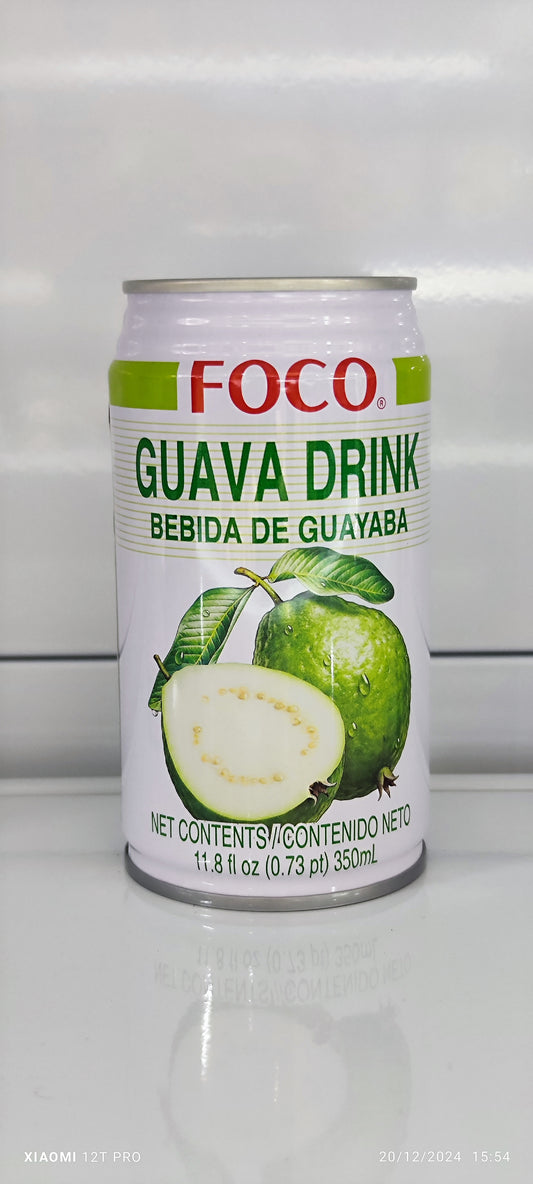 FOCO®
GUAVA DRINK
BEBIDA DE GUAYABA
NET CONTENTS//CONTENIDO NETO
11.8 fl oz (0.73 pt) 350mL
XIAOMI 12T PRO
20/12/2024 15:54